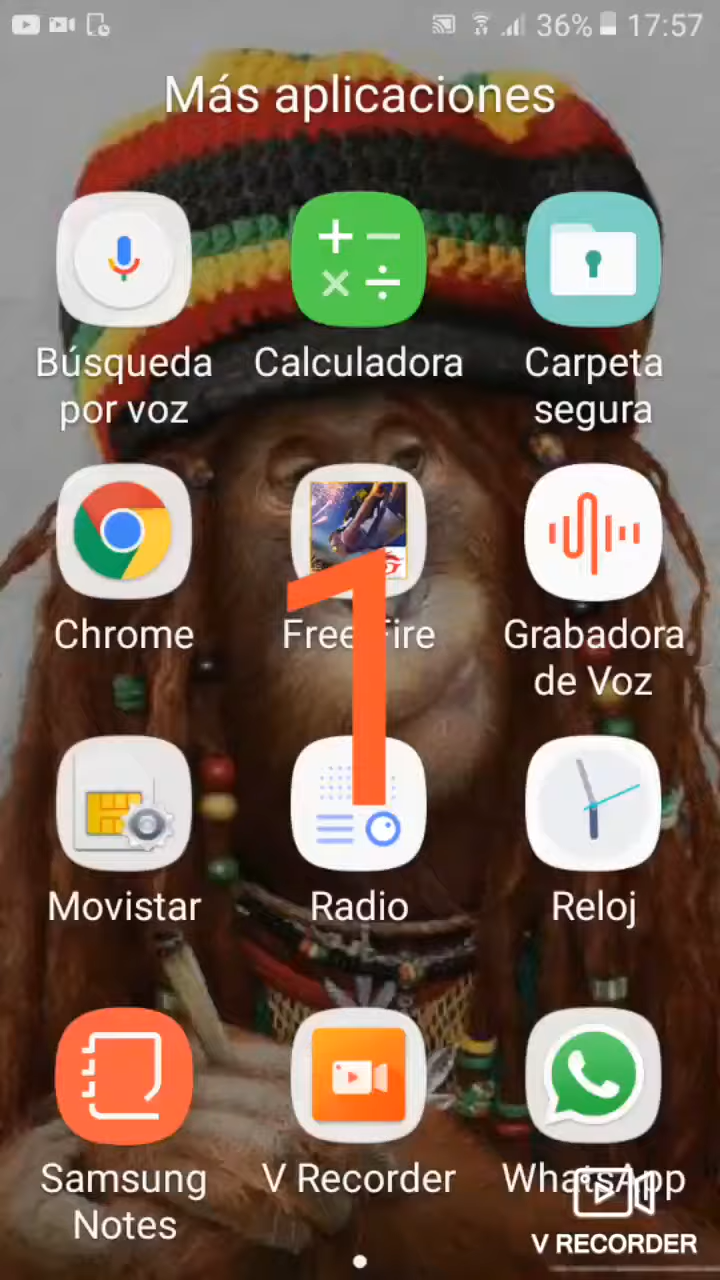 36% 17:57
Más aplicaciones
Búsqueda
por voz
Calculadora
Carpeta
segura
Chrome
Free Fire
Grabadora
de Voz
1
Movistar
Radio
Reloj
Samsung
Notes
V Recorder
WhatsApp
V RECORDER